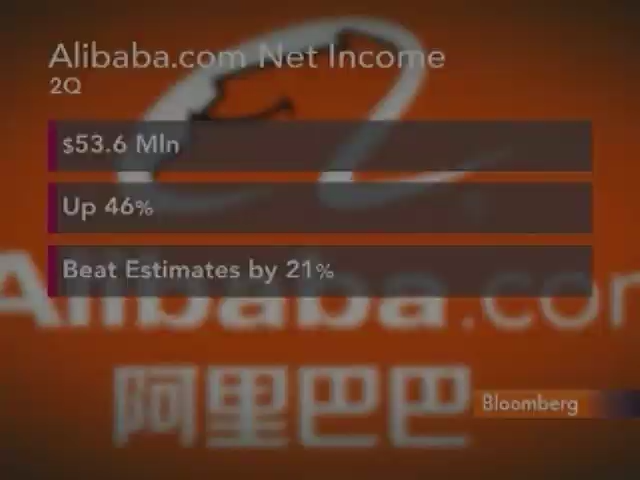 Alibaba.com Net Income
2Q
$53.6 Mln
Up 46%
Beat Estimates by 21%
Alibaba.com
阿里巴巴
Bloomberg